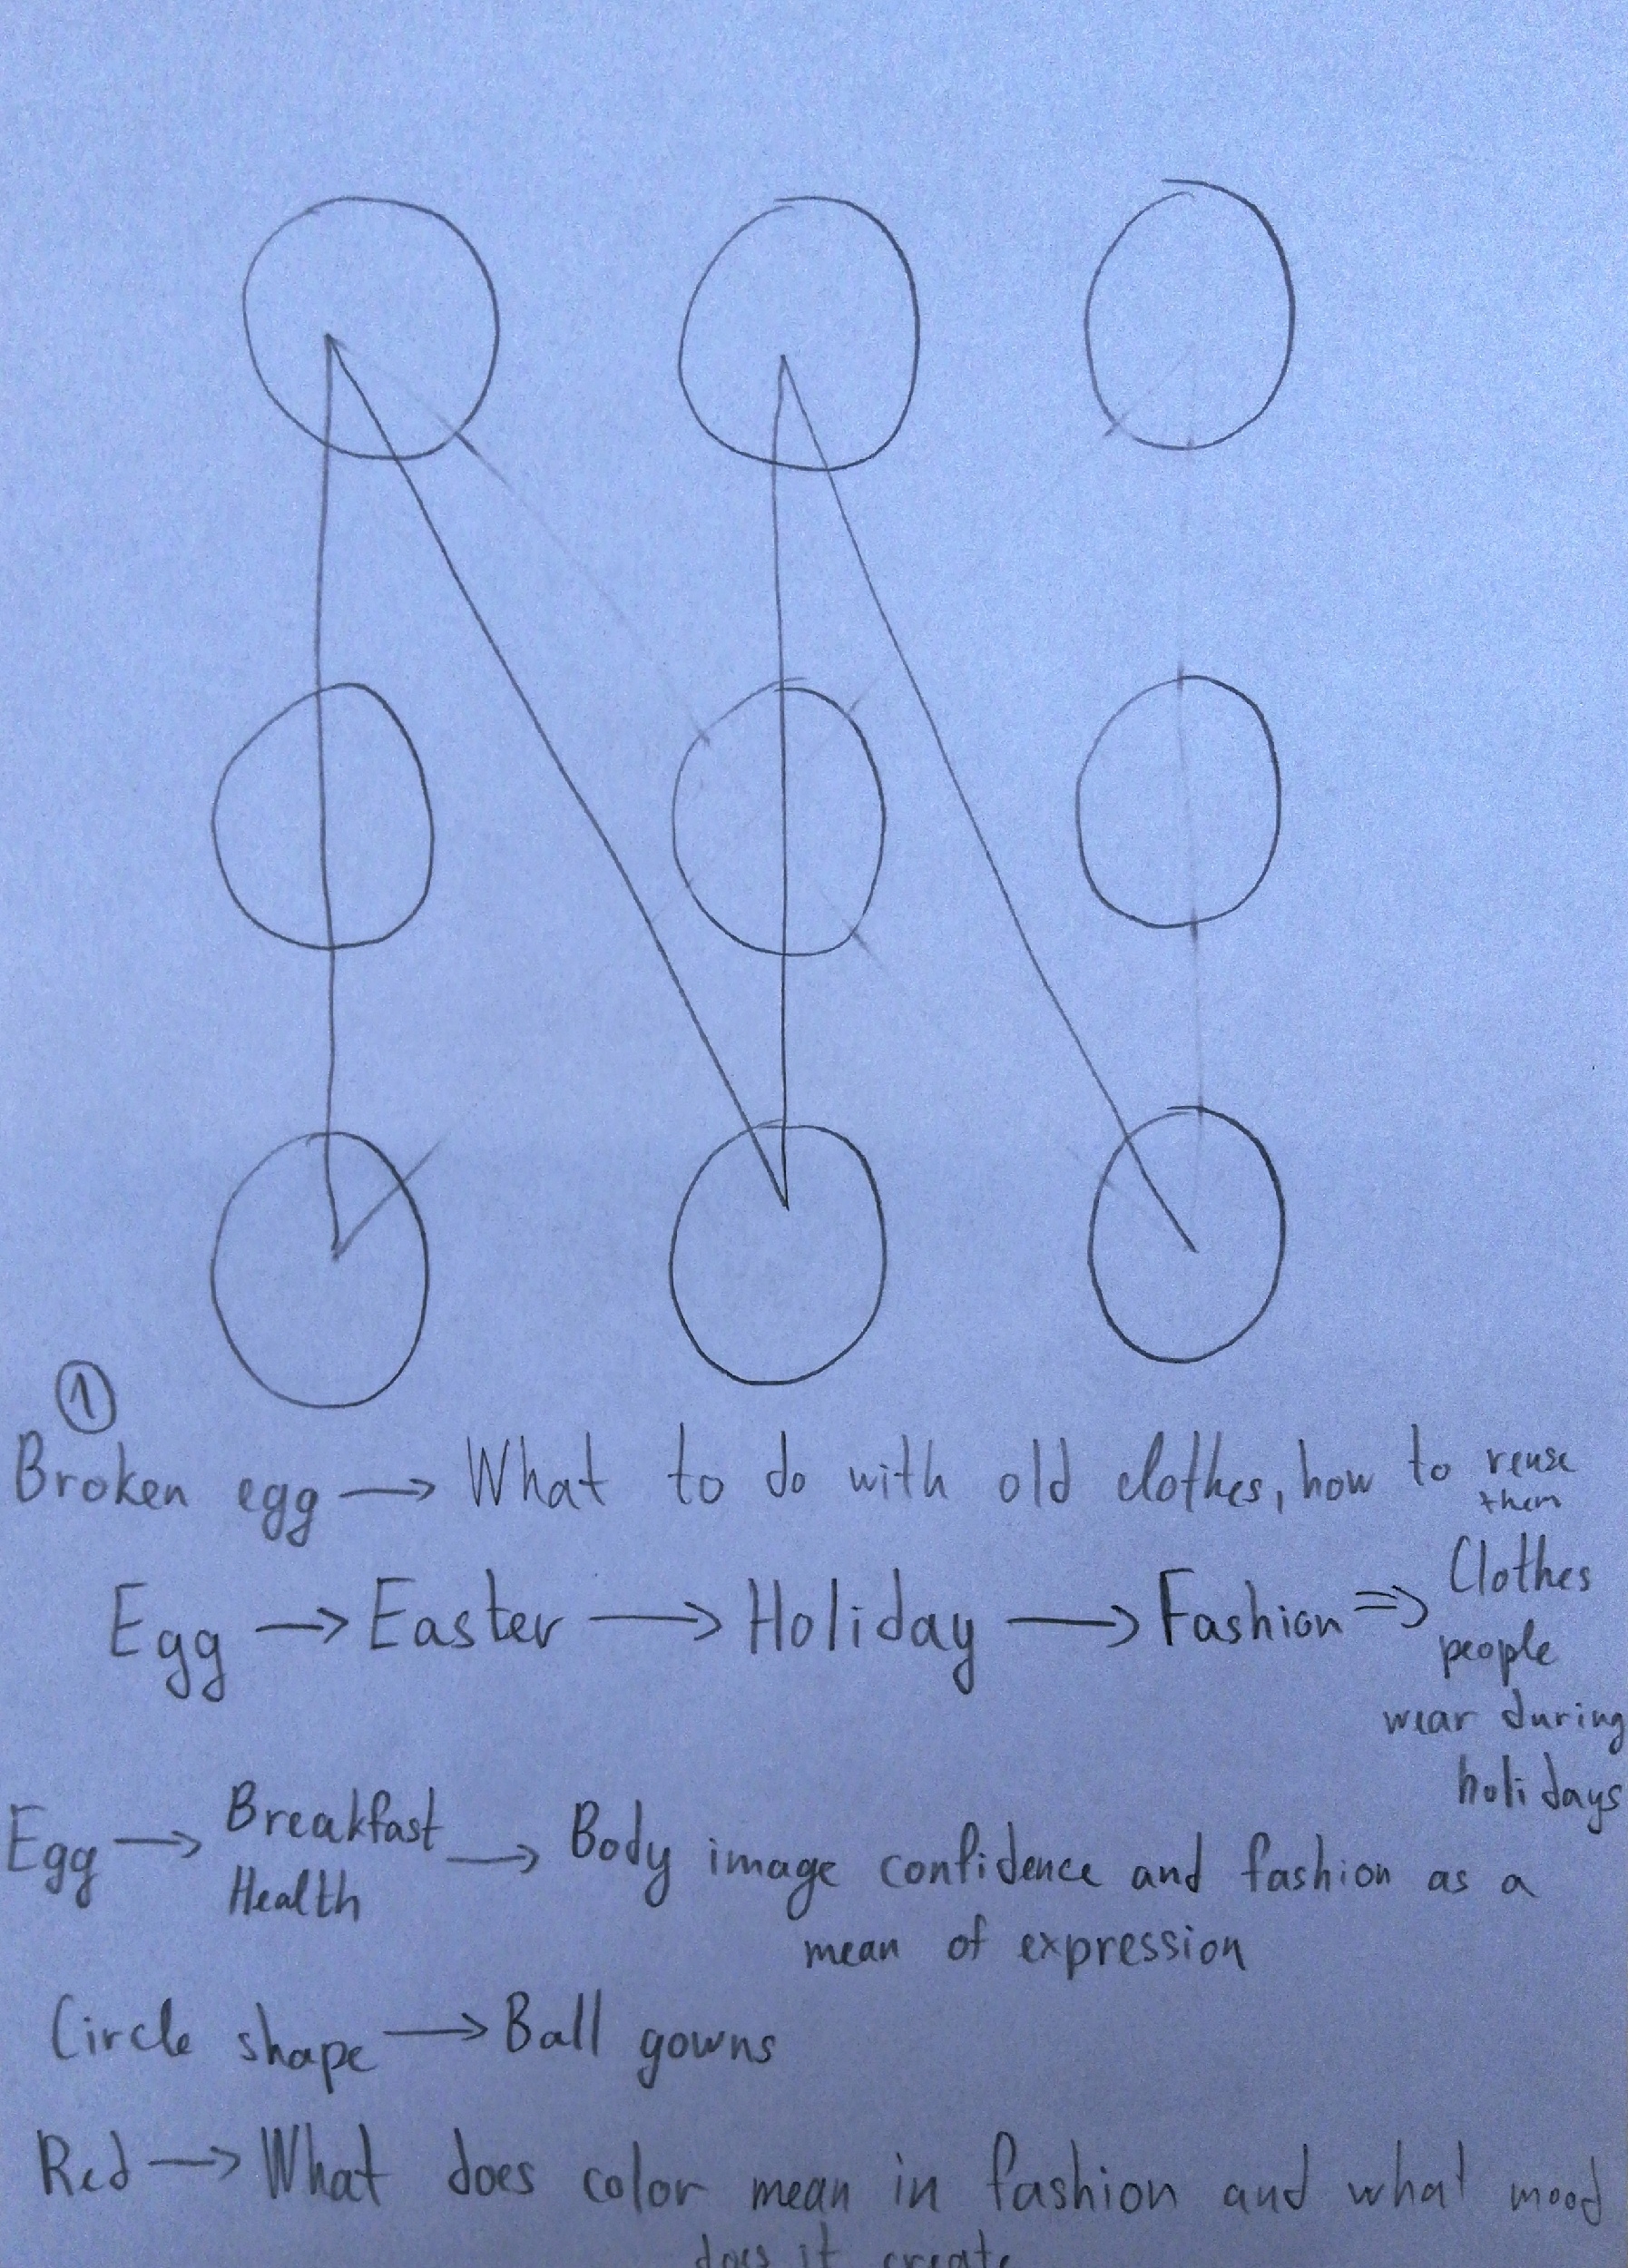 1
Broken egg → What to do with old clothes, how to reuse them
Egg → Easter → Holiday → Fashion ⇒ Clothes
people
wear during
holidays
Egg → Breakfast → Body image confidence and fashion as a
Health
mean of expression
Circle shape → Ball gowns
Red → What does color mean in fashion and what mood
does it create